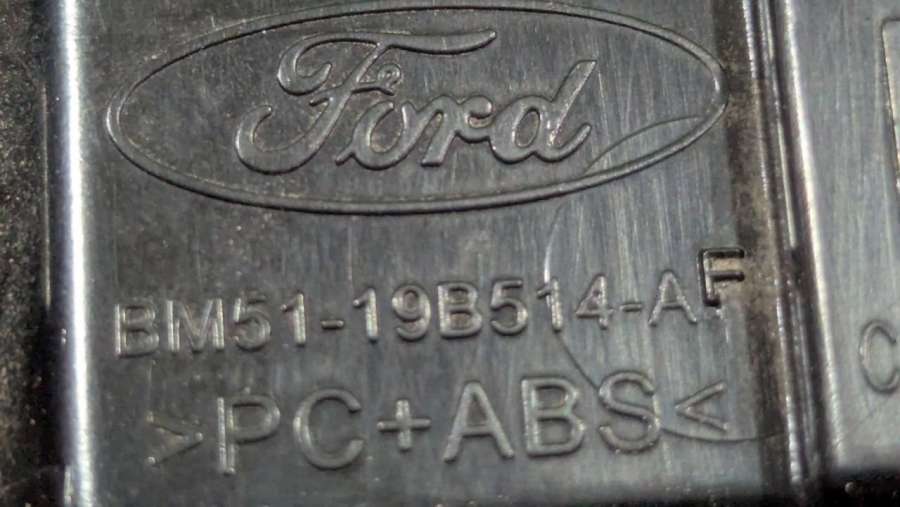 Ford
BM51-19B514-AF
>PC+ABS<
C